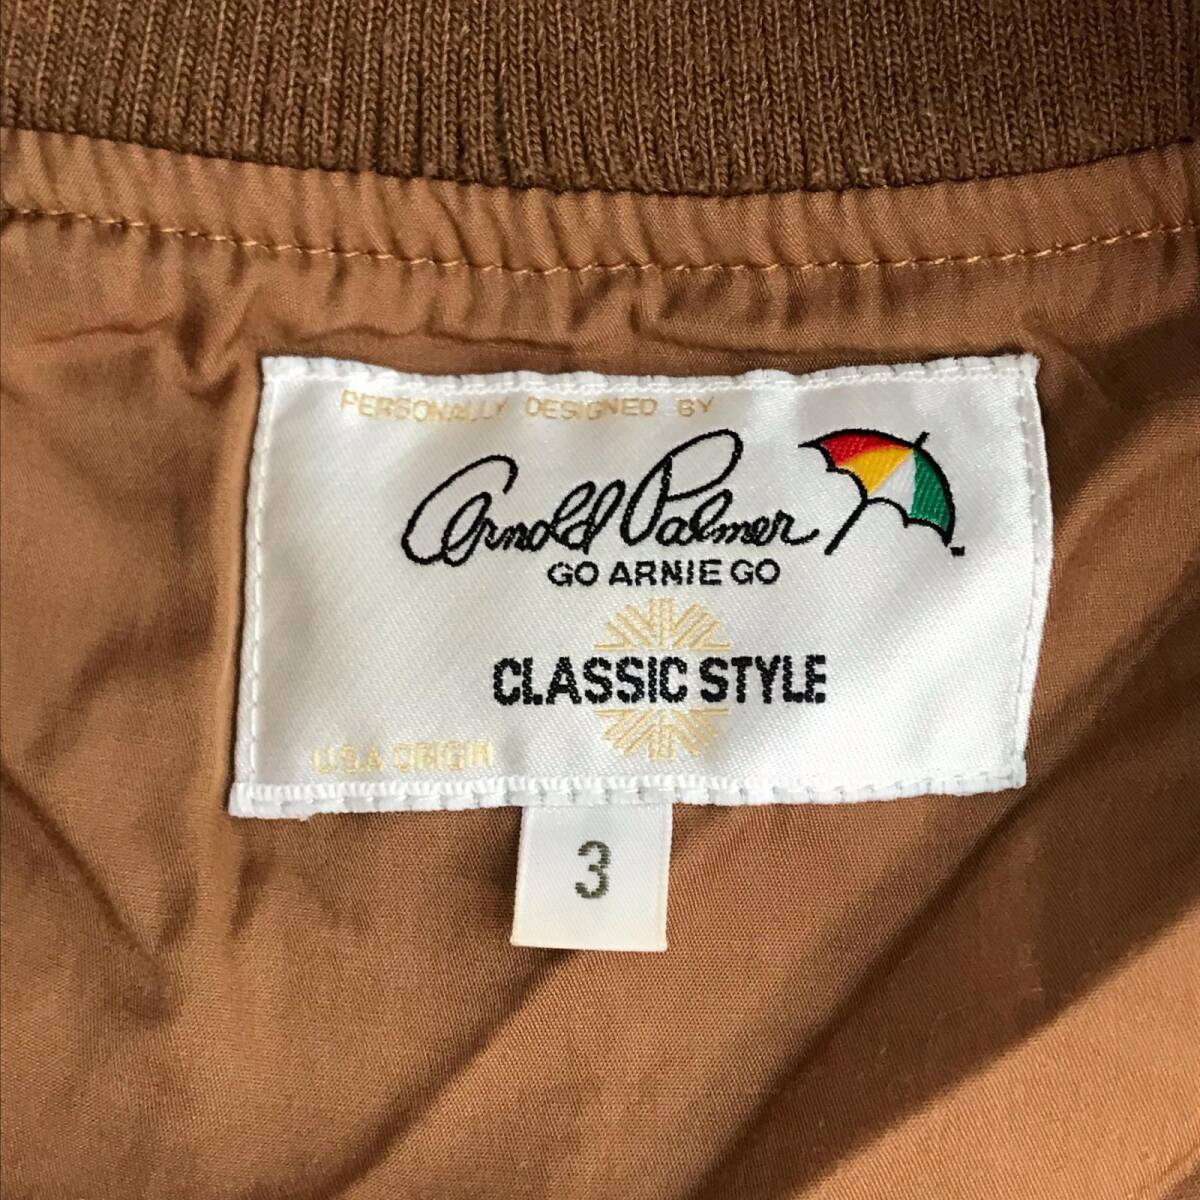 PERSONALLY DESIGNED BY
Arnold Palmer
GO ARNIE GO
CLASSIC STYLE
U.S.A ORIGIN
3